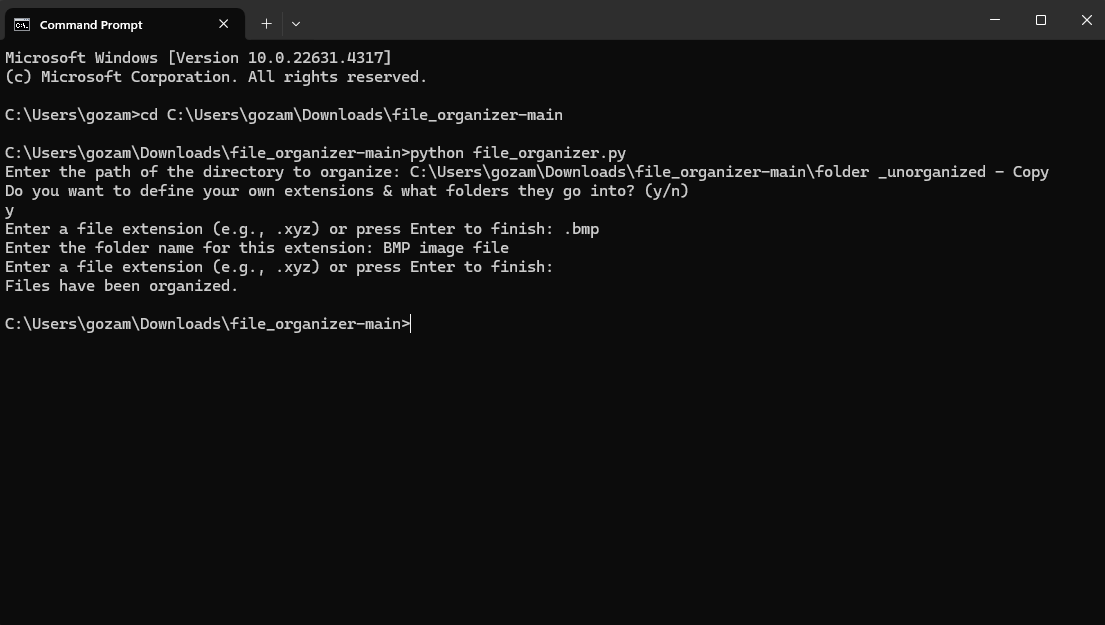 Command Prompt
Microsoft Windows [Version 10.0.22631.4317]
(c) Microsoft Corporation. All rights reserved.
C:\Users\gozam>cd C:\Users\gozam\Downloads\file_organizer-main
C:\Users\gozam\Downloads\file_organizer-main>python file_organizer.py
Enter the path of the directory to organize: C:\Users\gozam\Downloads\file_organizer-main\folder _unorganized - Copy
Do you want to define your own extensions & what folders they go into? (y/n)
y
Enter a file extension (e.g., .xyz) or press Enter to finish: .bmp
Enter the folder name for this extension: BMP image file
Enter a file extension (e.g., .xyz) or press Enter to finish:
Files have been organized.
C:\Users\gozam\Downloads\file_organizer-main>